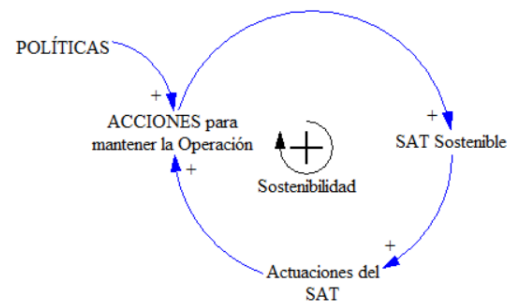 POLÍTICAS
+
ACCIONES para
mantener la Operación
+
+
SAT Sostenible
+
Sostenibilidad
+
Actuaciones del
SAT